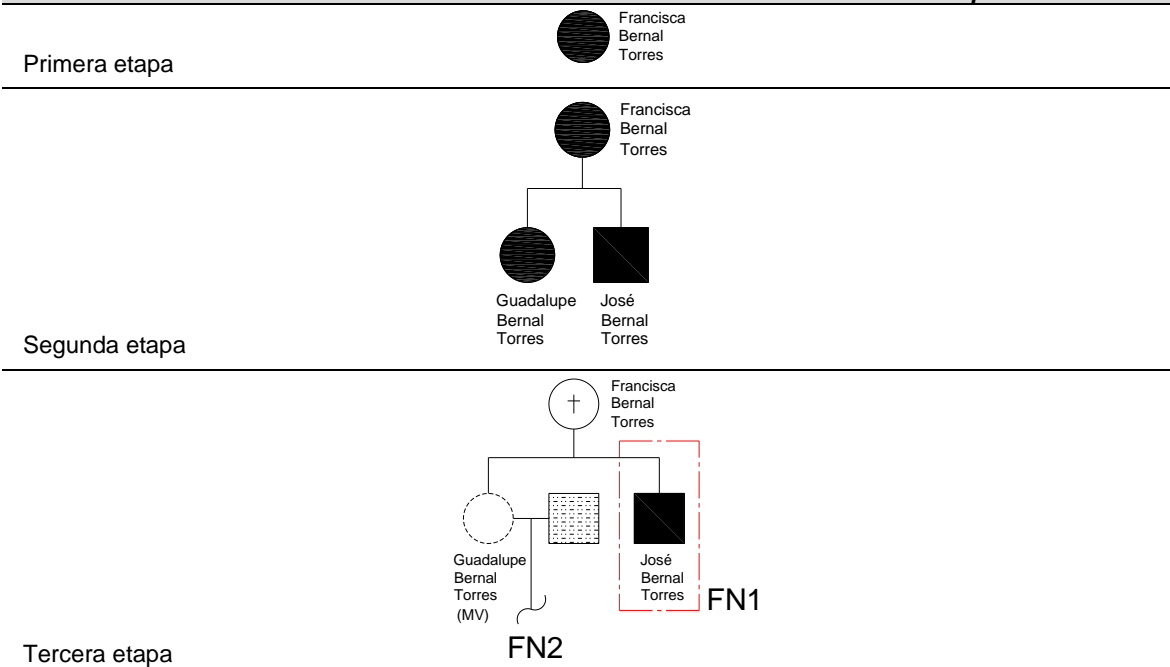 Francisca
Bernal
Torres
Primera etapa
Francisca
Bernal
Torres
Guadalupe
Bernal
Torres
José
Bernal
Torres
Segunda etapa
Francisca
Bernal
Torres
Guadalupe
Bernal
Torres
(MV)
José
Bernal
Torres
FN1
FN2
Tercera etapa